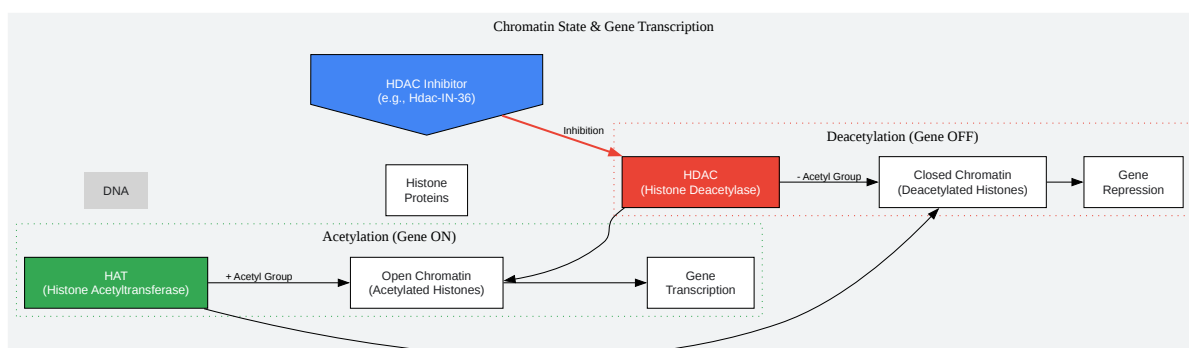 Chromatin State & Gene Transcription
HDAC Inhibitor
(e.g., Hdac-IN-36)
Inhibition
Deacetylation (Gene OFF)
HDAC
(Histone Deacetylase)
- Acetyl Group
Closed Chromatin
(Deacetylated Histones)
Gene
Repression
DNA
Histone
Proteins
Acetylation (Gene ON)
HAT
(Histone Acetyltransferase)
+ Acetyl Group
Open Chromatin
(Acetylated Histones)
Gene
Transcription